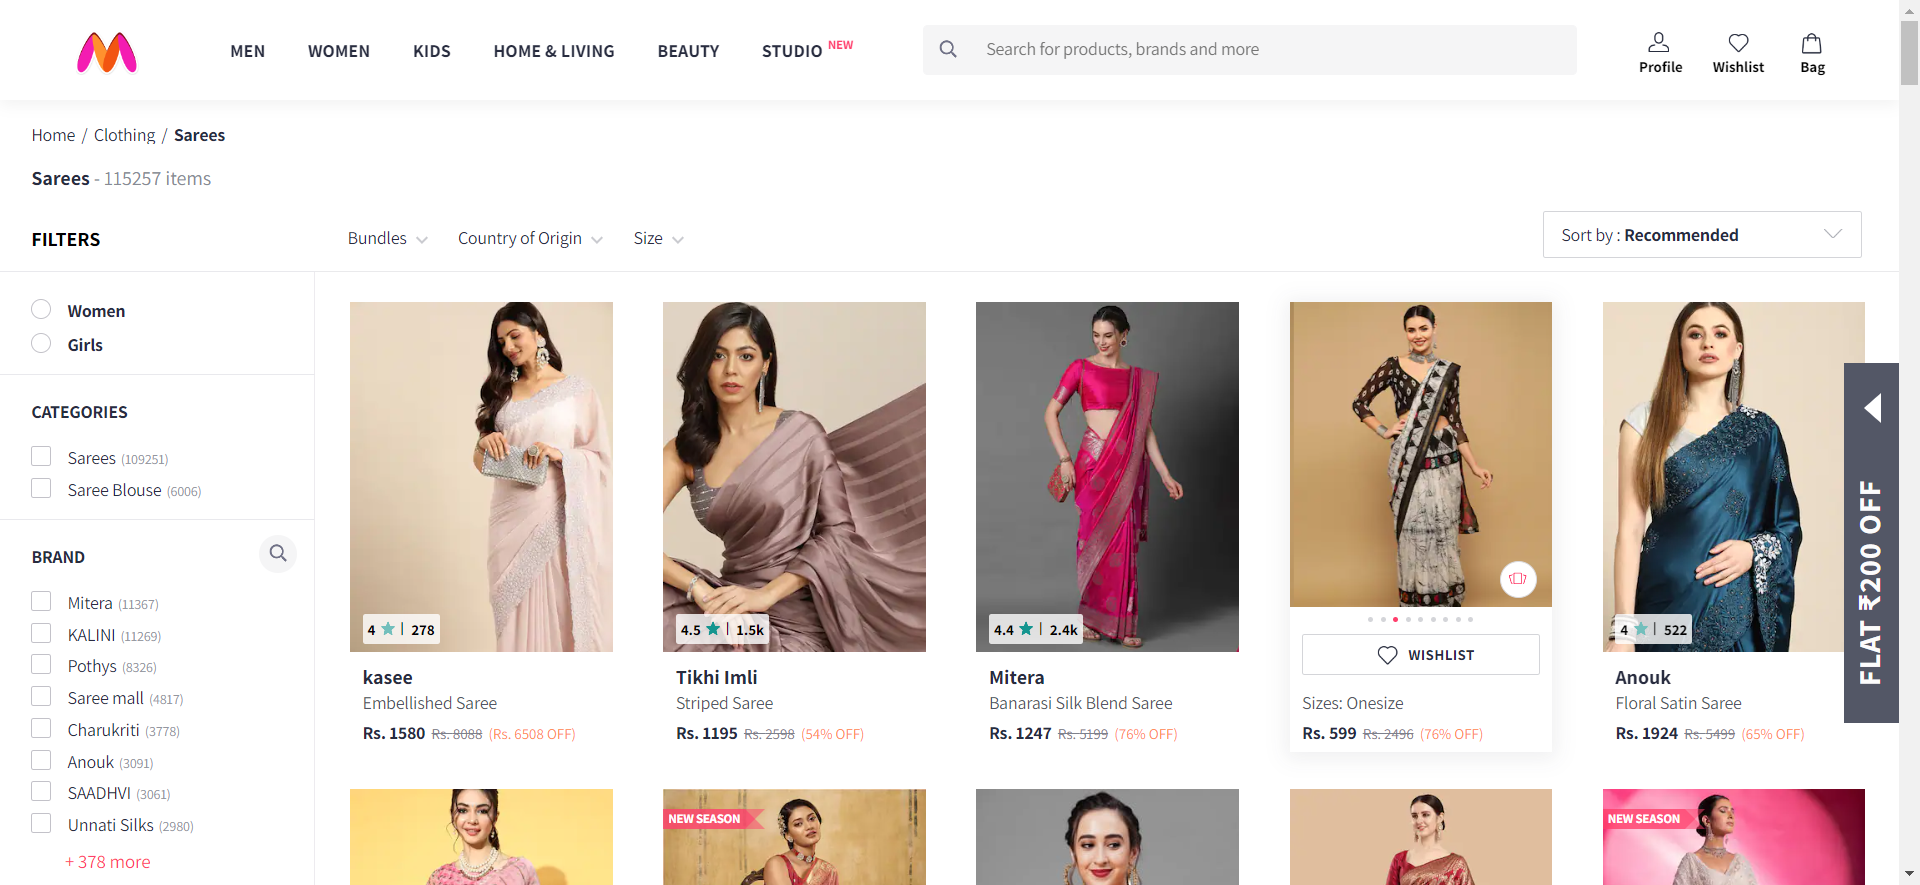 MEN WOMEN KIDS HOME & LIVING BEAUTY STUDIO NEW
Search for products, brands and more
Profile Wishlist Bag
Home / Clothing / Sarees
Sarees - 115257 items
FILTERS
Bundles Country of Origin Size
Sort by : Recommended
Women
Girls
CATEGORIES
Sarees (109251)
Saree Blouse (6006)
BRAND
Mitera (11367)
KALINI (11269)
Pothys (8326)
Saree mall (4817)
Charukriti (3778)
Anouk (3091)
SAADHVI (3061)
Unnati Silks (2980)
+ 378 more
4 | 278
kasee
Embellished Saree
Rs. 1580 Rs. 8088 (Rs. 6508 OFF)
4.5 | 1.5k
Tikhi Imli
Striped Saree
Rs. 1195 Rs. 2598 (54% OFF)
4.4 | 2.4k
Mitera
Banarasi Silk Blend Saree
Rs. 1247 Rs. 5199 (76% OFF)
WISHLIST
Sizes: Onesize
Rs. 599 Rs. 2496 (76% OFF)
4 | 522
Anouk
Floral Satin Saree
Rs. 1924 Rs. 5499 (65% OFF)
FLAT ₹200 OFF
NEW SEASON
NEW SEASON